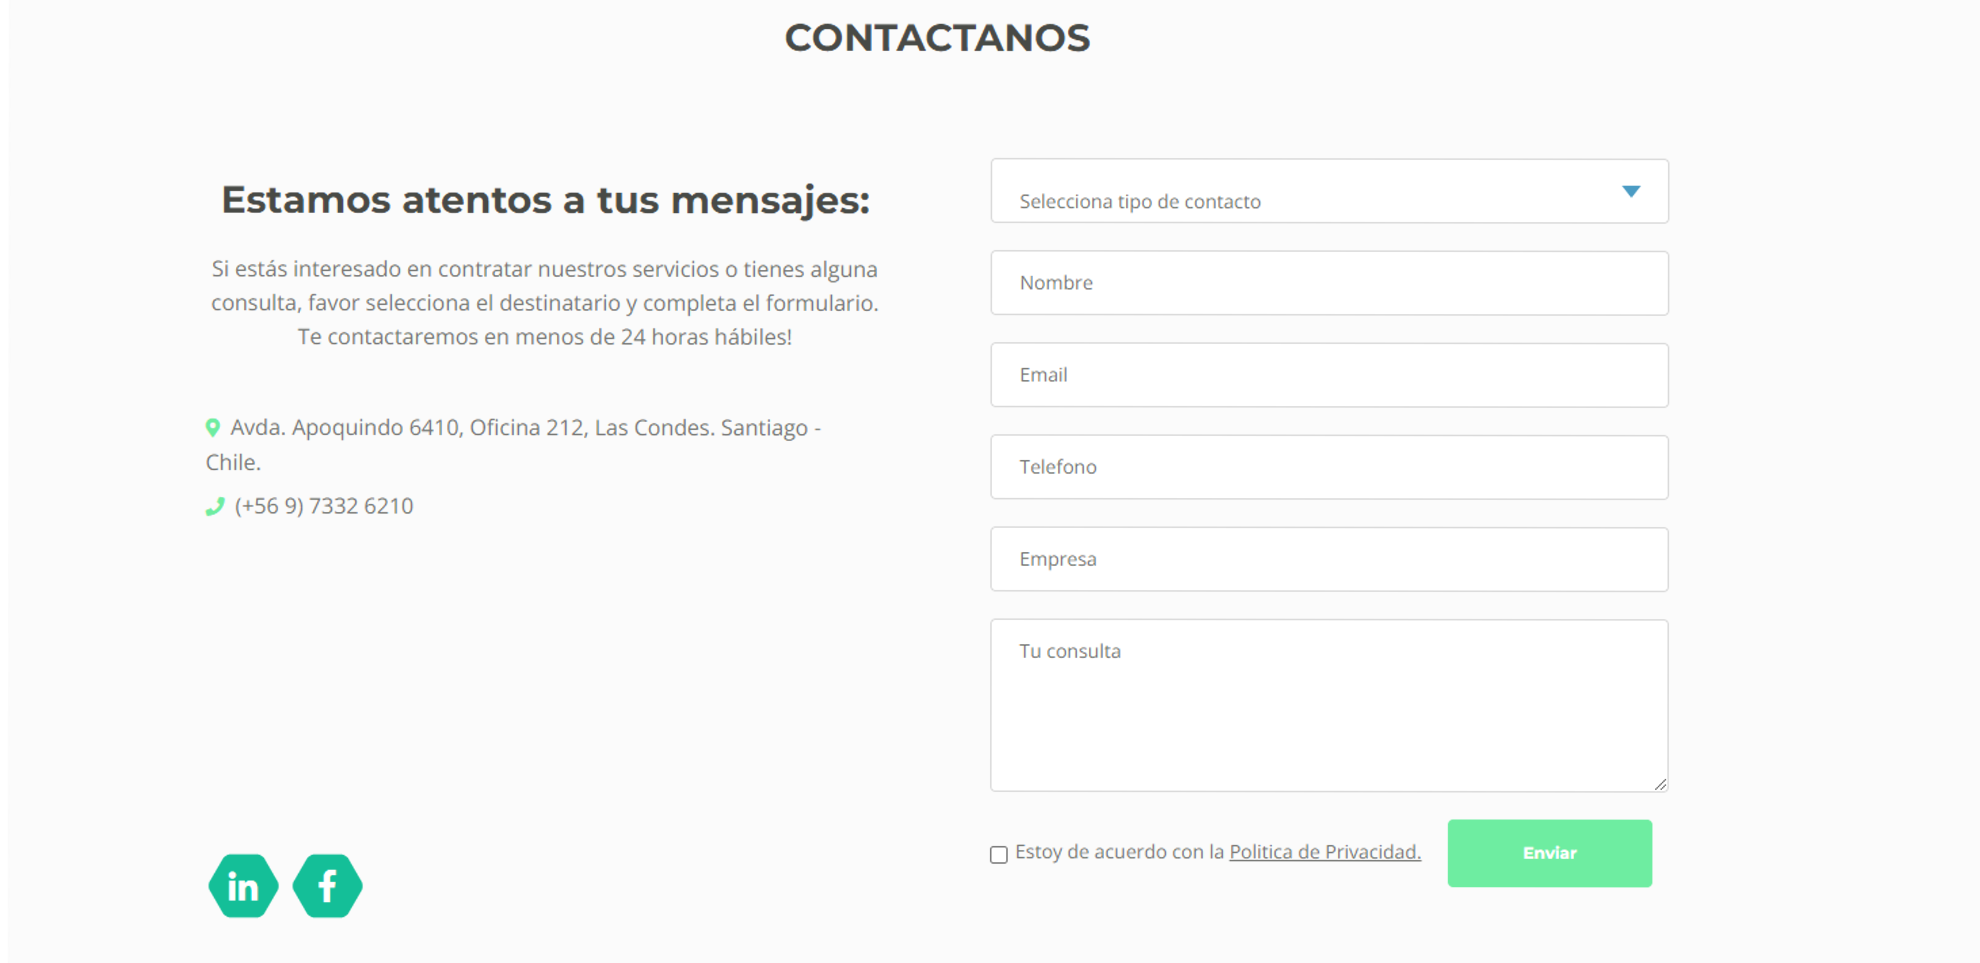 CONTACTANOS
Estamos atentos a tus mensajes:
Si estás interesado en contratar nuestros servicios o tienes alguna
consulta, favor selecciona el destinatario y completa el formulario.
Te contactaremos en menos de 24 horas hábiles!
Avda. Apoquindo 6410, Oficina 212, Las Condes. Santiago -
Chile.
(+56 9) 7332 6210
in f
Selecciona tipo de contacto
Nombre
Email
Telefono
Empresa
Tu consulta
Estoy de acuerdo con la Politica de Privacidad.
Enviar